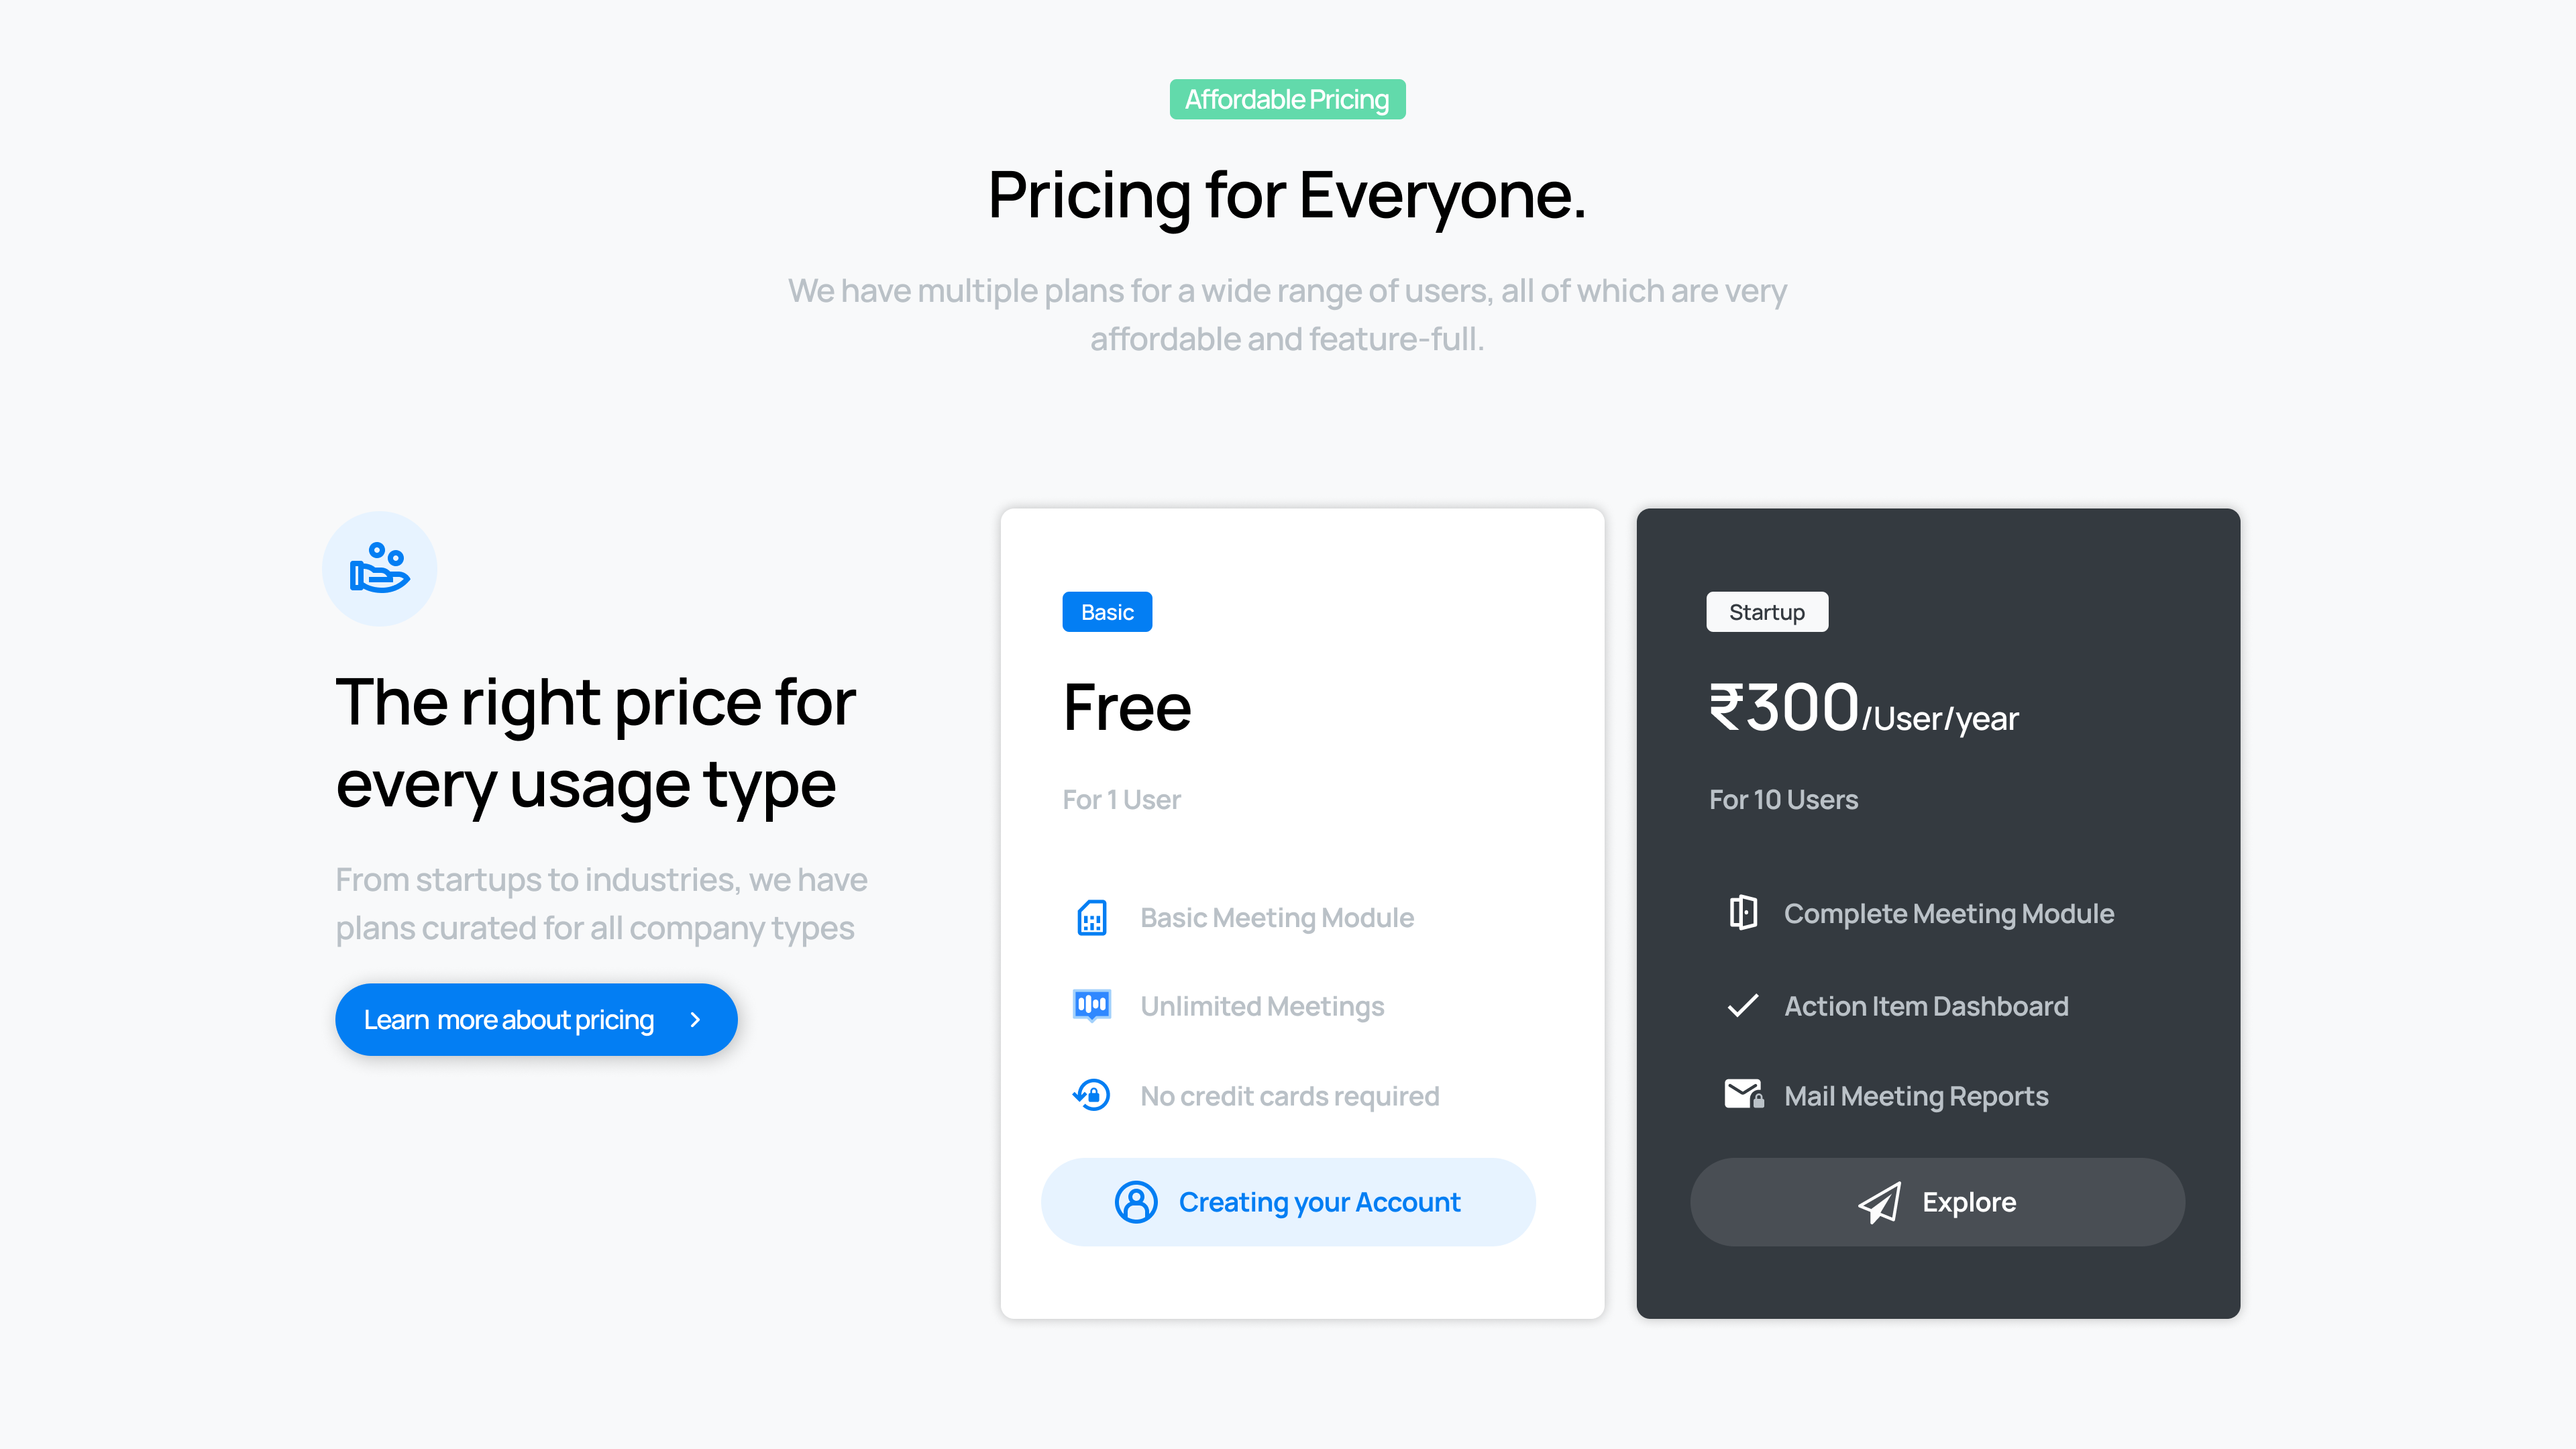 Affordable Pricing
Pricing for Everyone.
We have multiple plans for a wide range of users, all of which are very
affordable and feature-full.
The right price for
every usage type
From startups to industries, we have
plans curated for all company types
Learn more about pricing
Basic
Free
For 1 User
Basic Meeting Module
Unlimited Meetings
No credit cards required
Creating your Account
Startup
₹300/User/year
For 10 Users
Complete Meeting Module
Action Item Dashboard
Mail Meeting Reports
Explore